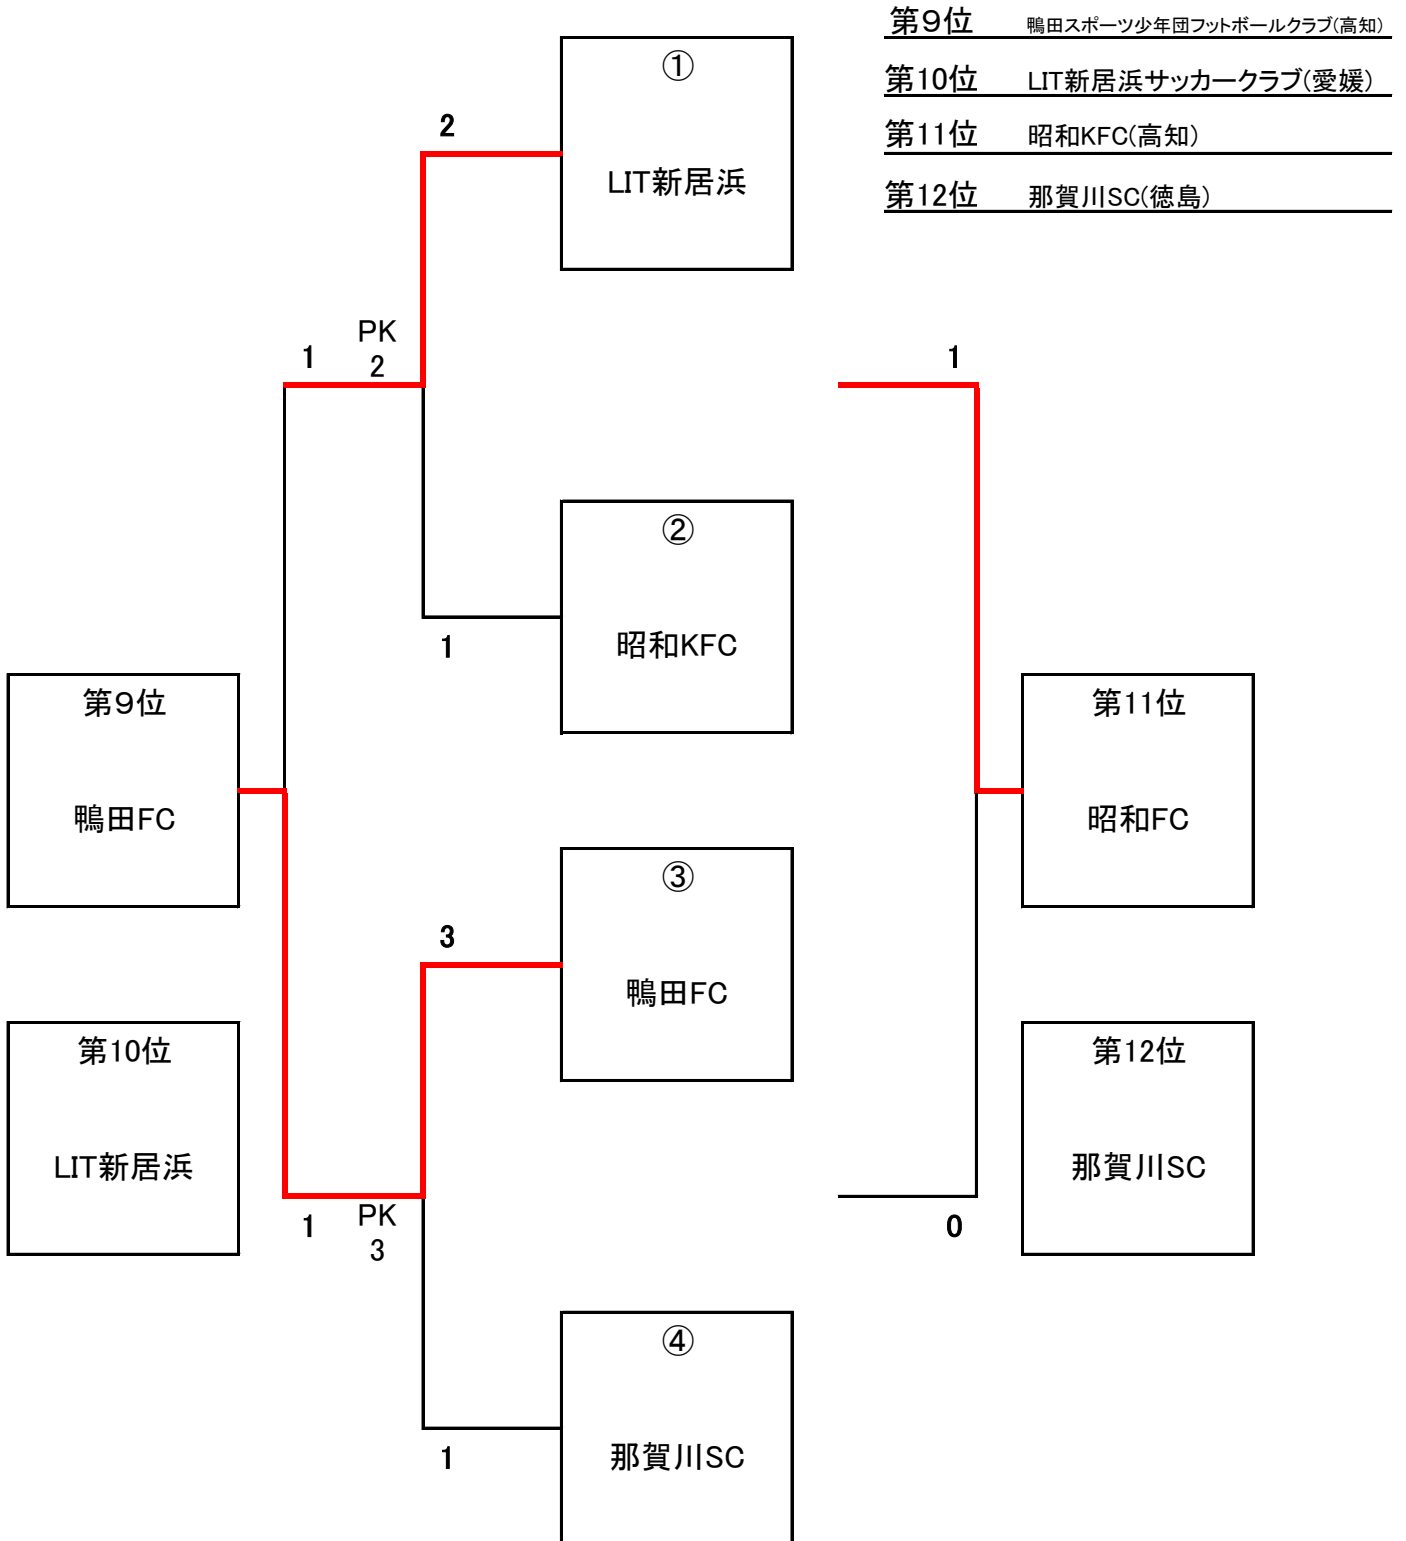 第9位 鴨田スポーツ少年団フットボールクラブ(高知)
①
第10位 LIT新居浜サッカークラブ(愛媛)
2
第11位 昭和KFC(高知)
LIT新居浜
第12位 那賀川SC(徳島)
PK
1 2 1
②
1 昭和KFC
第9位 第11位
鴨田FC 昭和FC
③
3
鴨田FC
第10位 第12位
LIT新居浜 那賀川SC
1 PK 0
3
④
1 那賀川SC